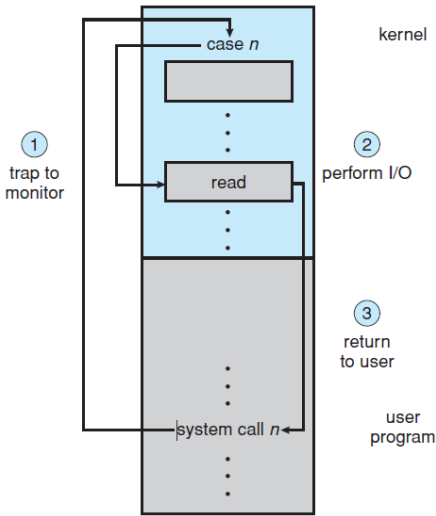 kernel
case n
1
trap to
monitor
2
perform I/O
read
3
return
to user
system call n
user
program